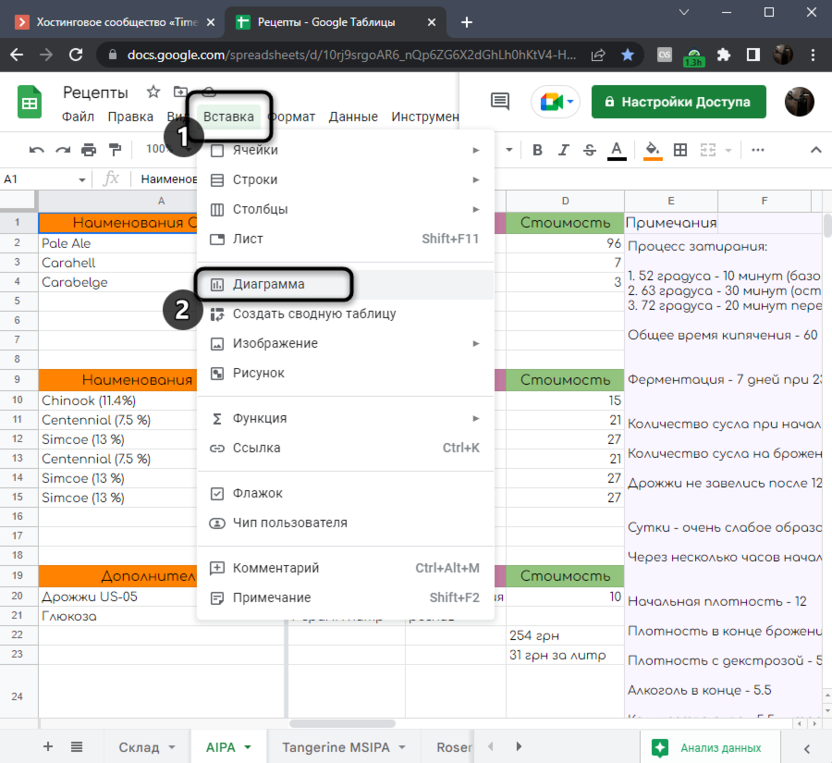 Хостинговое сообщество «Time
Рецепты - Google Таблицы
docs.google.com/spreadsheets/d/10rj9srgoAR6_nQp6ZG6X2dGhLh0hKtV4-H...
1.3h
Рецепты
Файл Правка Вид Вставка Формат Данные Инструмен
Настройки Доступа
1
100%
B I S A
A1 fx Наименов
A D E F
1 Наименования С Стоимость Примечания
2 Pale Ale 96 Процесс затирания:
3 Carahell 7
4 Carabelge 3
1. 52 градуса - 10 минут (базо
2. 63 градуса - 30 минут (ост
3. 72 градуса - 20 минут пере
5
6
Общее время кипячения - 60
7
8
9 Наименования Стоимость Ферментация - 7 дней при 23
10 Chinook (11.4%) 15
11 Centennial (7.5 %) 21 Количество сусла при начал
12 Simcoe (13 %) 27
13 Centennial (7.5 %) 21 Количество сусла на брожен
14 Simcoe (13 %) 27 Дрожжи не завелись после 12
15 Simcoe (13 %) 27
16
17 Сутки - очень слабое образо
18 Через несколько часов начал
19 Дополнител Стоимость
20 Дрожжи US-05 10 Начальная плотность - 12
21 Глюкоза
22 254 грн Плотность в конце брожени
23 31 грн за литр Плотность с декстрозой - 5
24 Алкоголь в конце - 5.5
Ячейки
Строки
Столбцы
Лист Shift+F11
Диаграмма
2
Создать сводную таблицу
Изображение
Рисунок
Функция
Ссылка Ctrl+K
Флажок
Чип пользователя
Комментарий Ctrl+Alt+M
Примечание Shift+F2
Склад AIPA Tangerine MSIPA Roser
Анализ данных